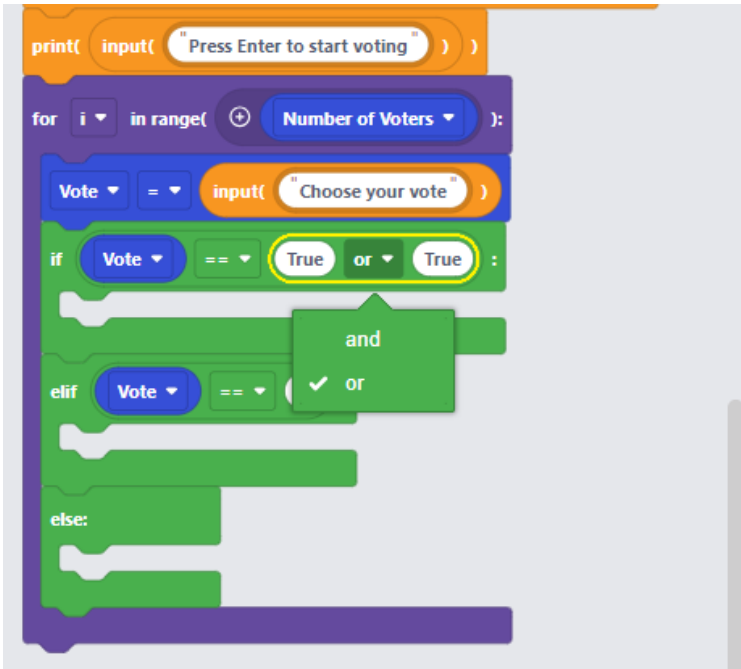 print( input( "Press Enter to start voting" ) )
for i in range( Number of Voters ):
Vote = input( "Choose your vote" )
if Vote == True or True :
and
elif Vote == or
else: